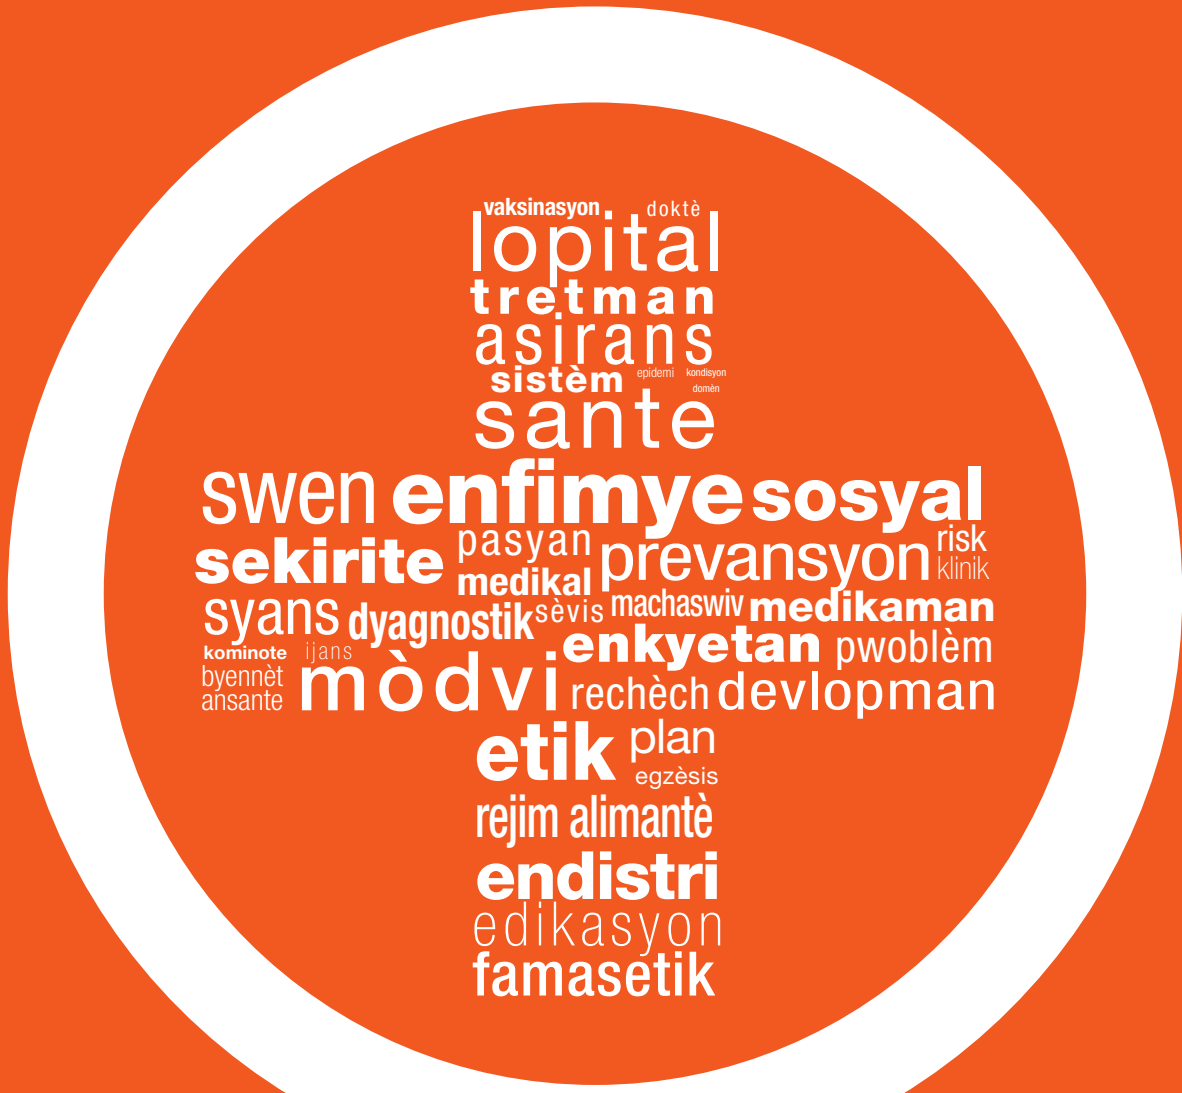 vaksinasyon doktè
lopital
tretman
asirans
sistèm epidemi kondisyon
domèn
sante
swen enfimye sosyal
sekirite pasyan prevansyon risk
medikal klinik
syans dyagnostik sèvis machaswiv medikaman
kominote ijans enkyetan pwoblèm
byennèt
ansante mòdvi rechèch devlopman
etik plan
egzèsis
rejim alimantè
endistri
edikasyon
famasetik